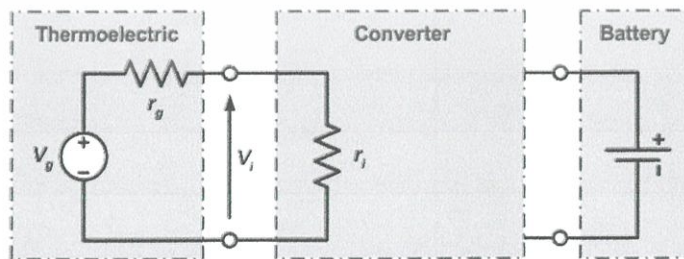 Thermoelectric Converter Battery
r_g
V_g + − V_i r_i + −